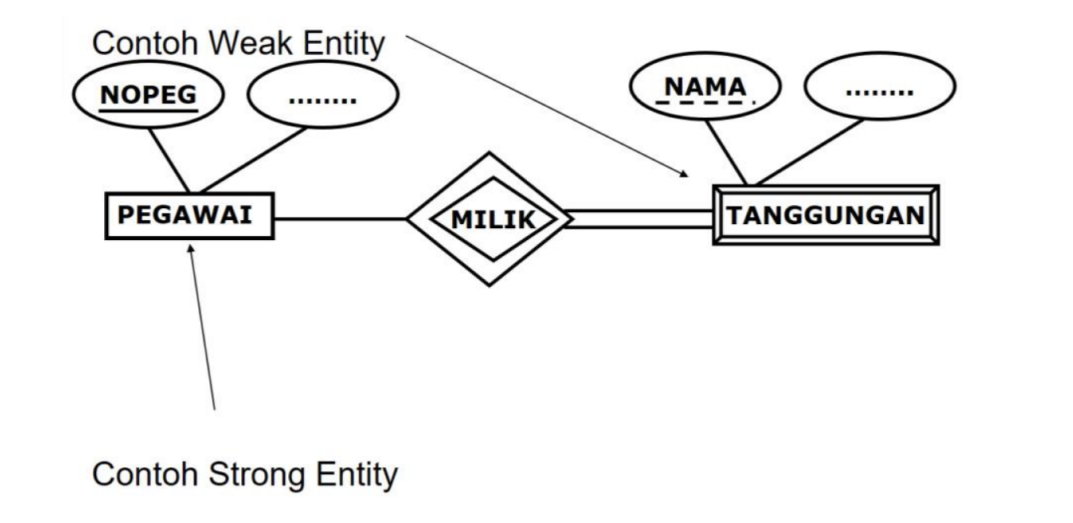 Contoh Weak Entity
NOPEG
........
NAMA
........
PEGAWAI
MILIK
TANGGUNGAN
Contoh Strong Entity